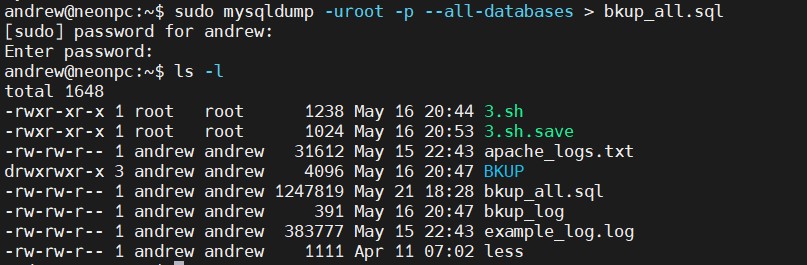 andrew@neonpc:~$ sudo mysqldump -uroot -p --all-databases > bkup_all.sql
[sudo] password for andrew:
Enter password:
andrew@neonpc:~$ ls -l
total 1648
-rwxr-xr-x 1 root   root      1238 May 16 20:44 3.sh
-rwxr-xr-x 1 root   root      1024 May 16 20:53 3.sh.save
-rw-rw-r-- 1 andrew andrew   31612 May 15 22:43 apache_logs.txt
drwxrwxr-x 3 andrew andrew    4096 May 16 20:47 BKUP
-rw-rw-r-- 1 andrew andrew 1247819 May 21 18:28 bkup_all.sql
-rw-rw-r-- 1 andrew andrew     391 May 16 20:47 bkup_log
-rw-rw-r-- 1 andrew andrew  383777 May 15 22:43 example_log.log
-rw-rw-r-- 1 andrew andrew    1111 Apr 11 07:02 less